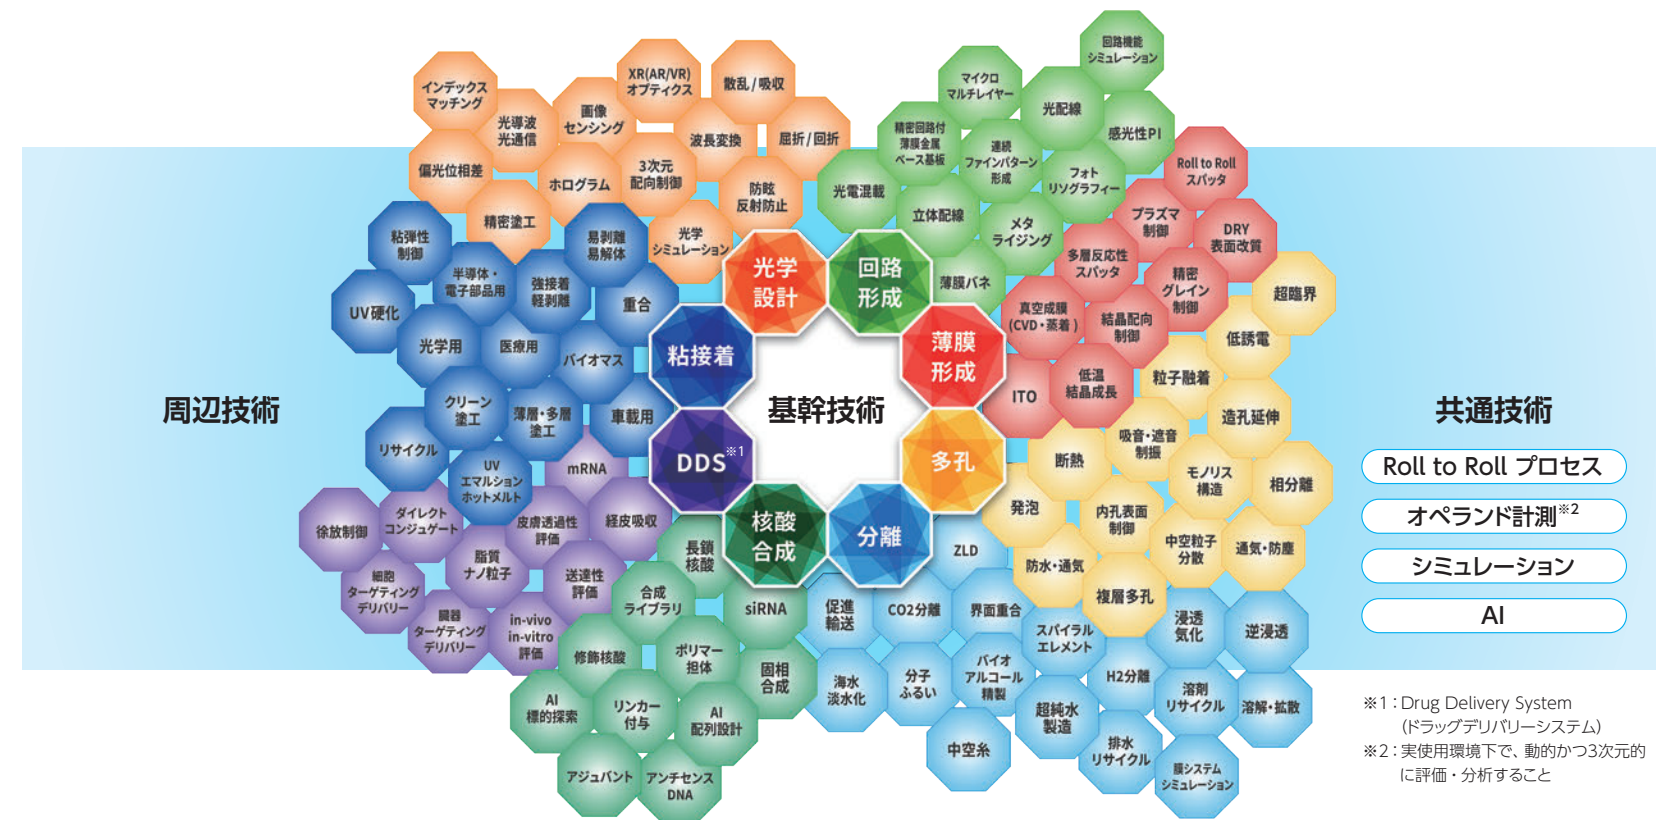 インデックス
マッチング
光導波
光通信
画像
センシング
XR(AR/VR)
オプティクス
散乱/吸収
偏光位相差
ホログラム
3次元
配向制御
波長変換
屈折/回折
精密塗工
防眩
反射防止
光学
シミュレーション
回路機能
シミュレーション
マイクロ
マルチレイヤー
光配線
感光性PI
精密回路付
薄膜金属
ベース基板
連続
ファインパターン
形成
フォト
リソグラフィー
光電混載
立体配線
メタ
ライジング
薄膜バネ
Roll to Roll
スパッタ
プラズマ
制御
DRY
表面改質
多層反応性
スパッタ
精密
グレイン
制御
真空成膜
(CVD・蒸着)
結晶配向
制御
ITO
低温
結晶成長
超臨界
低誘電
粒子融着
造孔延伸
吸音・遮音
制振
断熱
モノリス
構造
相分離
発泡
内孔表面
制御
中空粒子
分散
通気・防塵
防水・通気
複層多孔
粘弾性
制御
半導体・
電子部品用
強接着
軽剥離
易剥離
易解体
重合
UV硬化
光学用
医療用
バイオマス
クリーン
塗工
薄層・多層
塗工
車載用
リサイクル
UV
エマルション
ホットメルト
mRNA
徐放制御
ダイレクト
コンジュゲート
皮膚透過性
評価
経皮吸収
脂質
ナノ粒子
細胞
ターゲティング
デリバリー
送達性
評価
臓器
ターゲティング
デリバリー
in-vivo
in-vitro
評価
長鎖
核酸
合成
ライブラリ
siRNA
修飾核酸
ポリマー
担体
固相
合成
AI
標的探索
リンカー
付与
AI
配列設計
アジュバント
アンチセンス
DNA
ZLD
促進
輸送
CO2分離
界面重合
スパイラル
エレメント
浸透
気化
逆浸透
海水
淡水化
分子
ふるい
バイオ
アルコール
精製
H2分離
溶剤
リサイクル
溶解・拡散
超純水
製造
中空糸
排水
リサイクル
膜システム
シミュレーション
光学
設計
回路
形成
粘接着
薄膜
形成
DDS※1
多孔
核酸
合成
分離
周辺技術
基幹技術
共通技術
Roll to Roll プロセス
オペランド計測※2
シミュレーション
AI
※1：Drug Delivery System
(ドラッグデリバリーシステム)
※2：実使用環境下で、動的かつ3次元的
に評価・分析すること